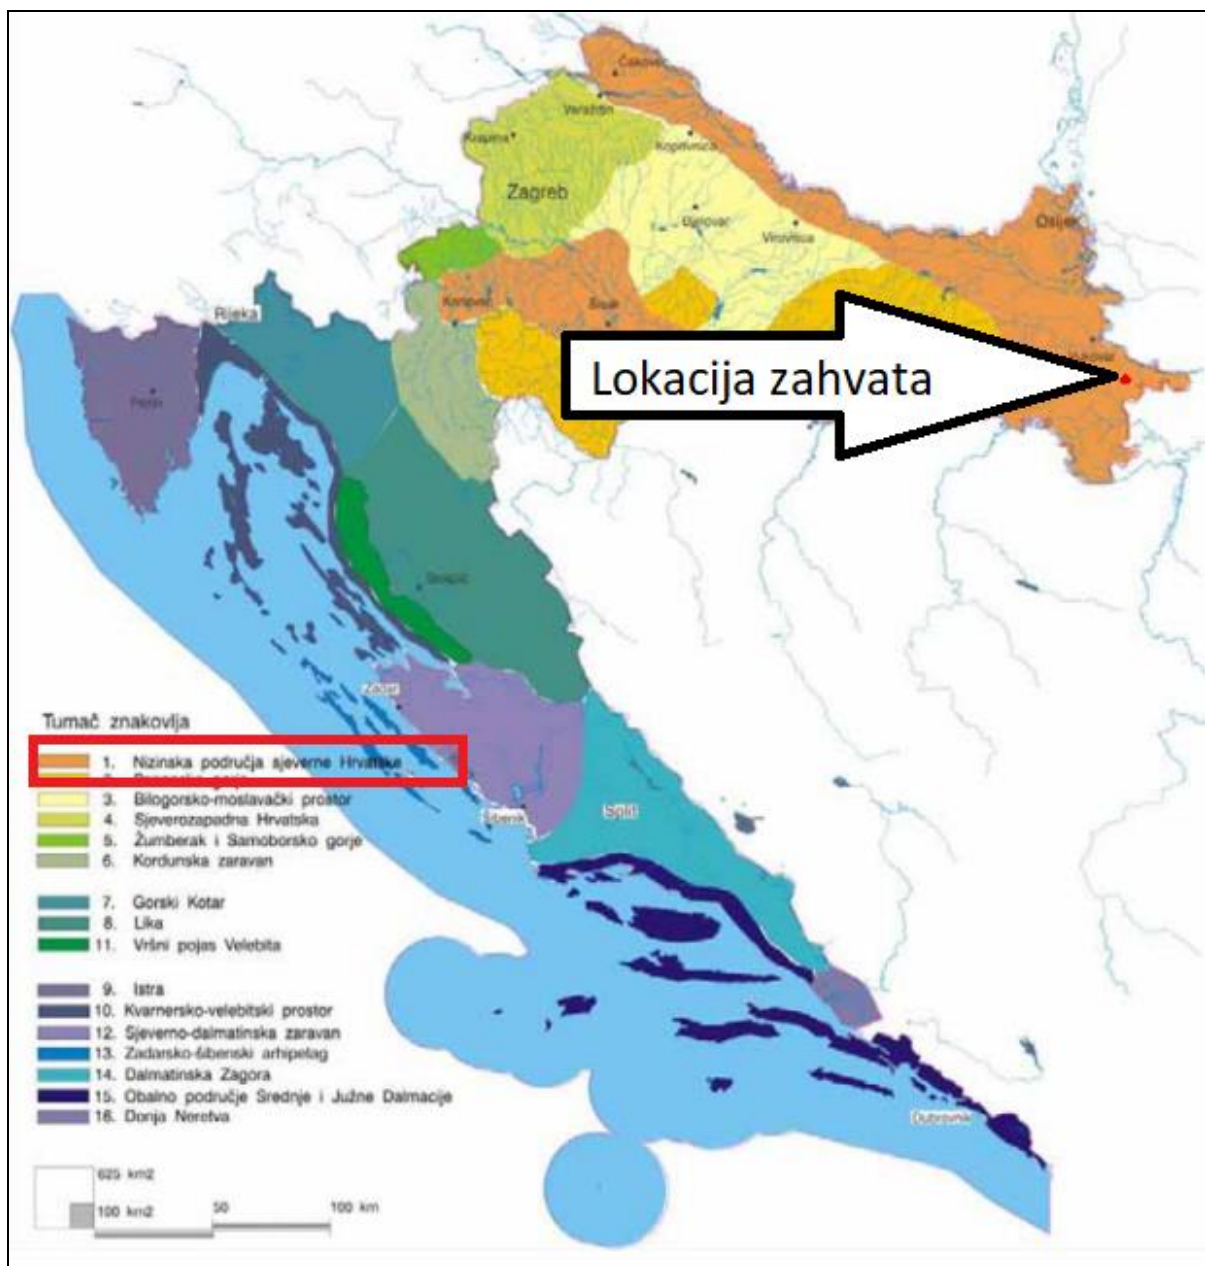 Čakovec
Varaždin
Krapina
Koprivnica
Zagreb
Bjelovar
Virovitica
Osijek
Karlovac
Sisak
Rijeka
Vukovar
Lokacija zahvata
Pazin
Gospić
Zadar
Tumač znakovlja
1. Nizinska područja sjeverne Hrvatske
3. Bilogorsko-moslavački prostor
Šibenik
Split
4. Sjeverozapadna Hrvatska
5. Žumberak i Samoborsko gorje
6. Kordunska zaravan
7. Gorski Kotar
8. Lika
11. Vršni pojas Velebita
9. Istra
10. Kvarnersko-velebitski prostor
12. Sjeverno-dalmatinska zaravan
13. Zadarsko-šibenski arhipelag
14. Dalmatinska Zagora
15. Obalno područje Srednje i Južne Dalmacije
16. Donja Neretva
Dubrovnik
625 km2
100 km2
50
100 km